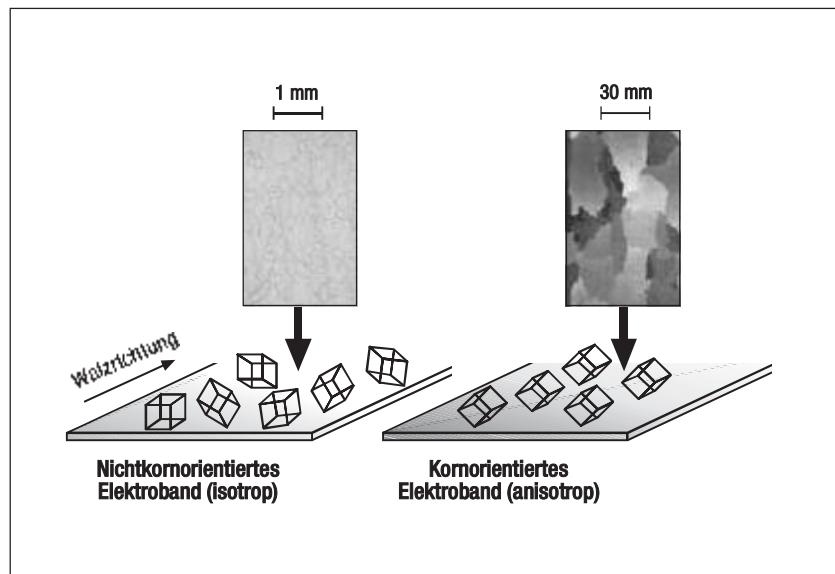 1 mm
30 mm
Walzrichtung
Nichtkornorientiertes
Elektroband (isotrop)
Kornorientiertes
Elektroband (anisotrop)